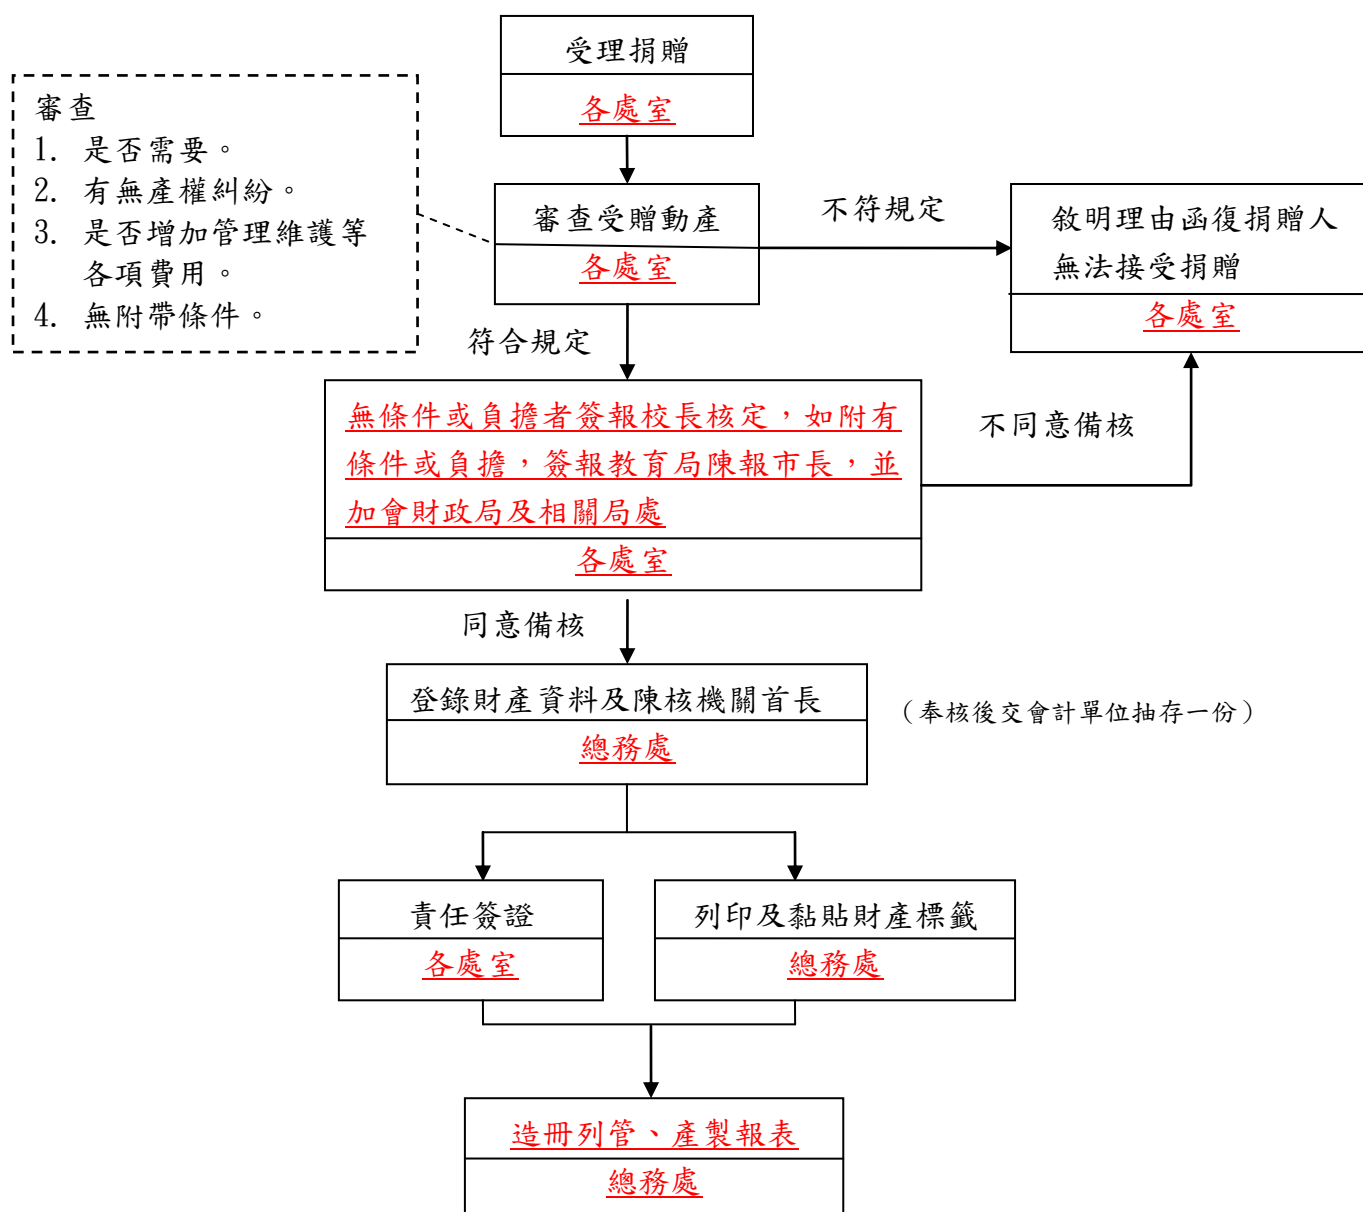 受理捐贈
各處室
審查
1. 是否需要。
2. 有無產權糾紛。
3. 是否增加管理維護等
各項費用。
4. 無附帶條件。
審查受贈動產
各處室
不符規定
敘明理由函復捐贈人
無法接受捐贈
各處室
符合規定
無條件或負擔者簽報校長核定，如附有
條件或負擔，簽報教育局陳報市長，並
加會財政局及相關局處
各處室
不同意備核
同意備核
登錄財產資料及陳核機關首長
總務處
（奉核後交會計單位抽存一份）
責任簽證
各處室
列印及黏貼財產標籤
總務處
造冊列管、產製報表
總務處